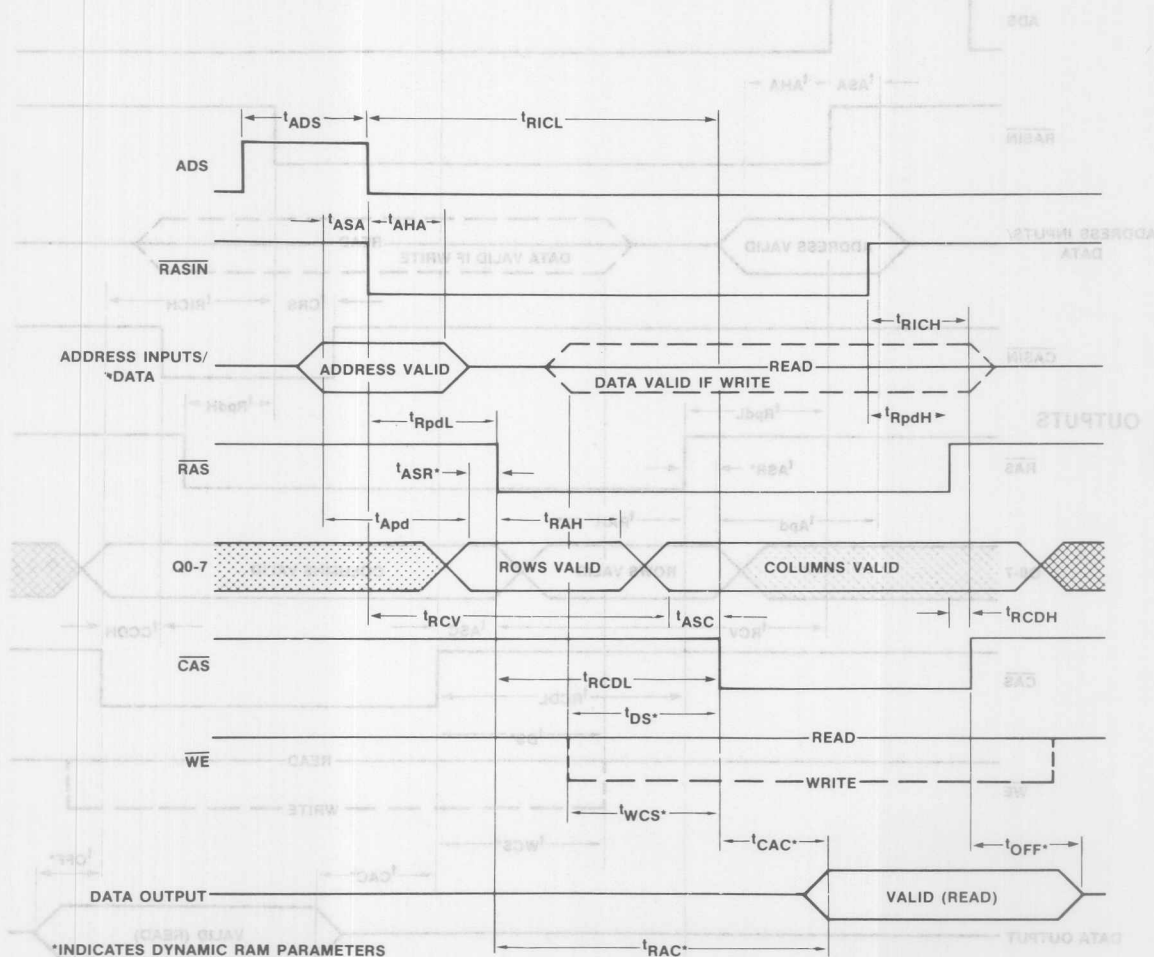 tADS
tRICL
ADS
tASA
tAHA
RASIN
tRICH
ADDRESS INPUTS/
DATA
ADDRESS VALID
READ
DATA VALID IF WRITE
tRpdL
tRpdH
RAS
tASR*
tApd
tRAH
Q0-7
ROWS VALID
COLUMNS VALID
tRCV
tASC
tRCDH
CAS
tRCDL
tDS*
READ
WE
WRITE
tWCS*
tCAC*
tOFF*
DATA OUTPUT
VALID (READ)
tRAC*
*INDICATES DYNAMIC RAM PARAMETERS